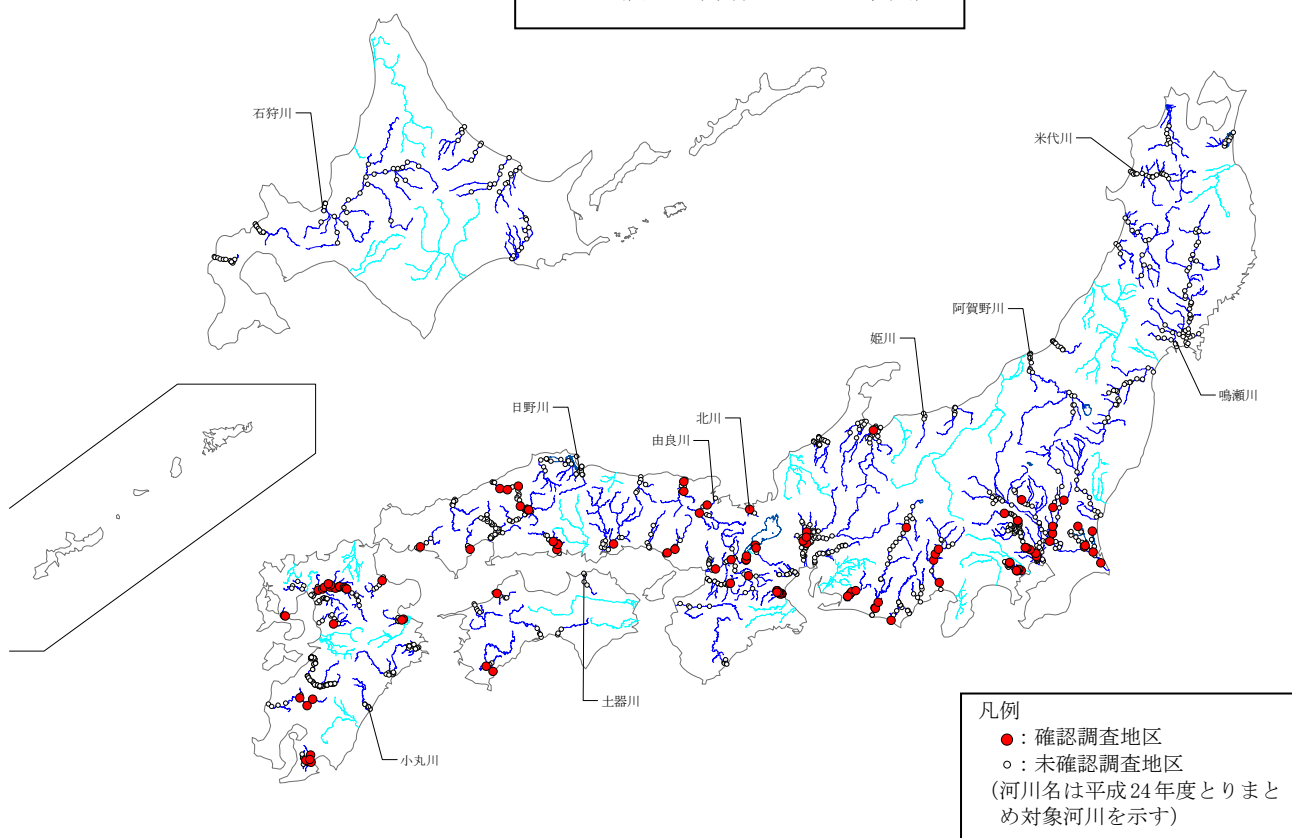 石狩川
米代川
阿賀野川
姫川
鳴瀬川
日野川
北川
由良川
土器川
小丸川
凡例
：確認調査地区
：未確認調査地区
(河川名は平成24年度とりまと
め対象河川を示す)